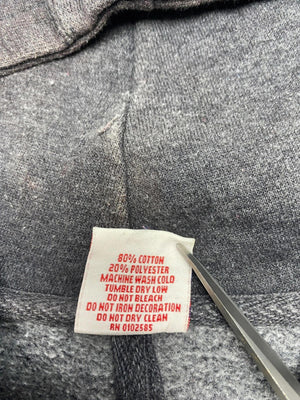 60% COTTON
20% POLYESTER
MACHINE WASH COLD
TUMBLE DRY LOW
DO NOT BLEACH
DO NOT IRON DECORATION
DO NOT DRY CLEAN
RN 0102585